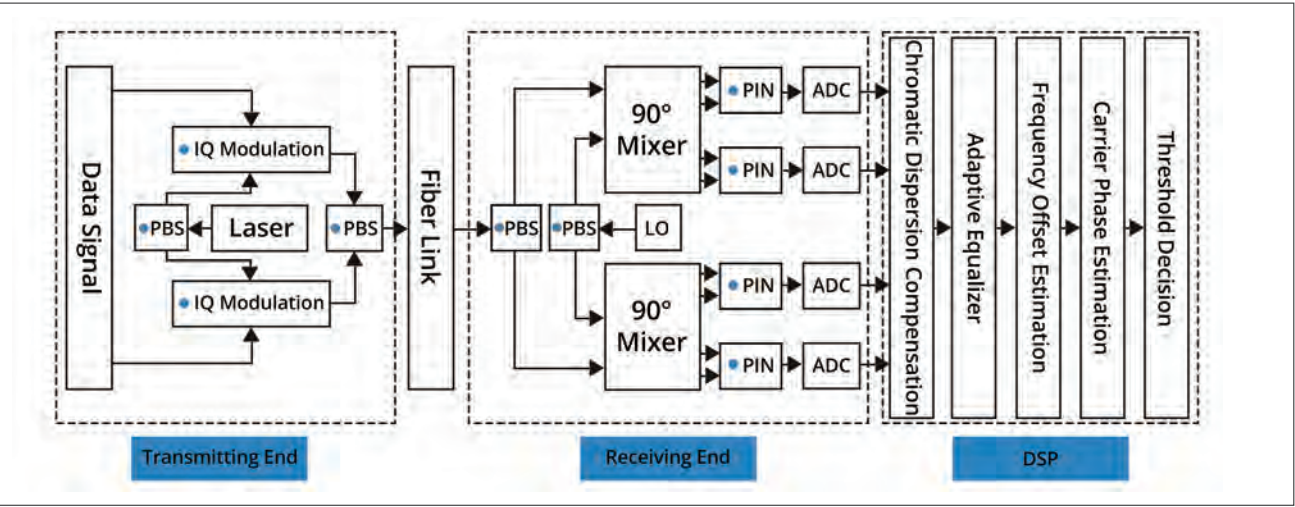 Data Signal
IQ Modulation
PBS
Laser
PBS
IQ Modulation
Transmitting End
Fiber Link
PBS
PBS
LO
90°
Mixer
90°
Mixer
PIN
ADC
PIN
ADC
PIN
ADC
PIN
ADC
Receiving End
Chromatic Dispersion Compensation
Adaptive Equalizer
Frequency Offset Estimation
Carrier Phase Estimation
Threshold Decision
DSP